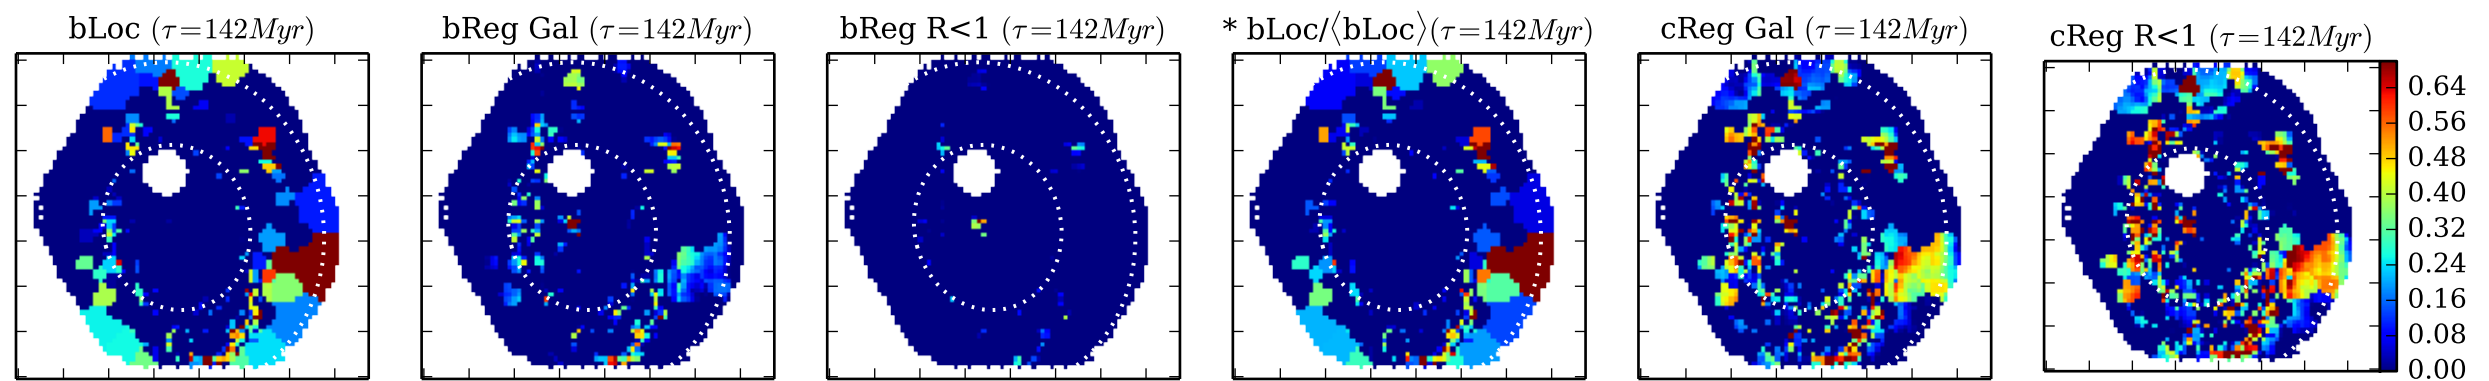 bLoc (τ=142Myr)
bReg Gal (τ=142Myr)
bReg R<1 (τ=142Myr)
* bLoc/⟨bLoc⟩(τ=142Myr)
cReg Gal (τ=142Myr)
cReg R<1 (τ=142Myr)
0.64
0.56
0.48
0.40
0.32
0.24
0.16
0.08
0.00